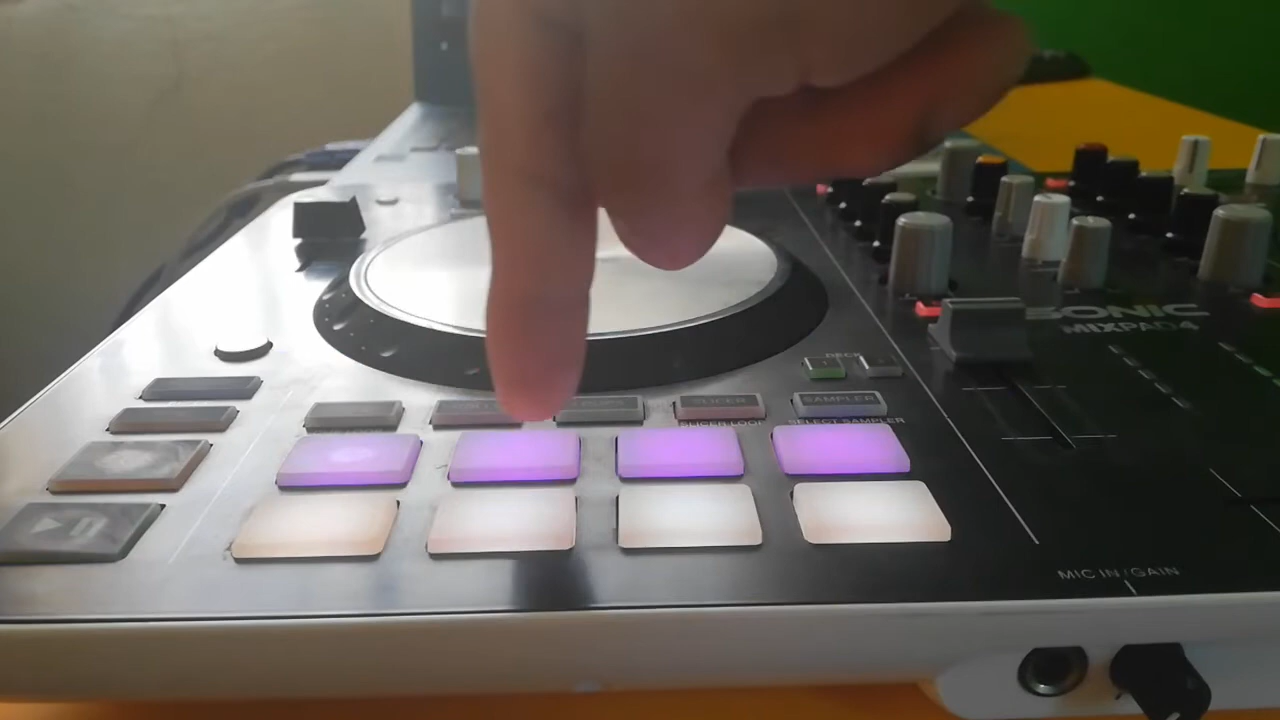 DECK
SLICER
SAMPLER
SLICER LOOP
SELECT SAMPLER
SONIC
MIXPAD4
MIC IN / GAIN